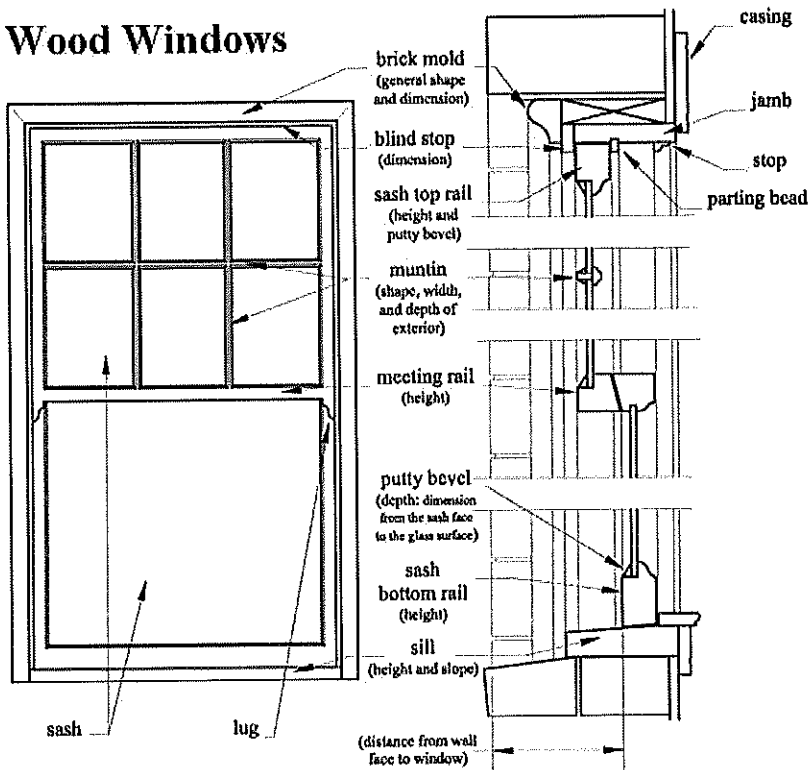 Wood Windows
brick mold
(general shape
and dimension)
blind stop
(dimension)
sash top rail
(height and
putty bevel)
muntin
(shape, width,
and depth of
exterior)
meeting rail
(height)
putty bevel
(depth: dimension
from the sash face
to the glass surface)
sash
bottom rail
(height)
sill
(height and slope)
(distance from wall
face to window)
sash
lug
casing
jamb
stop
parting bead